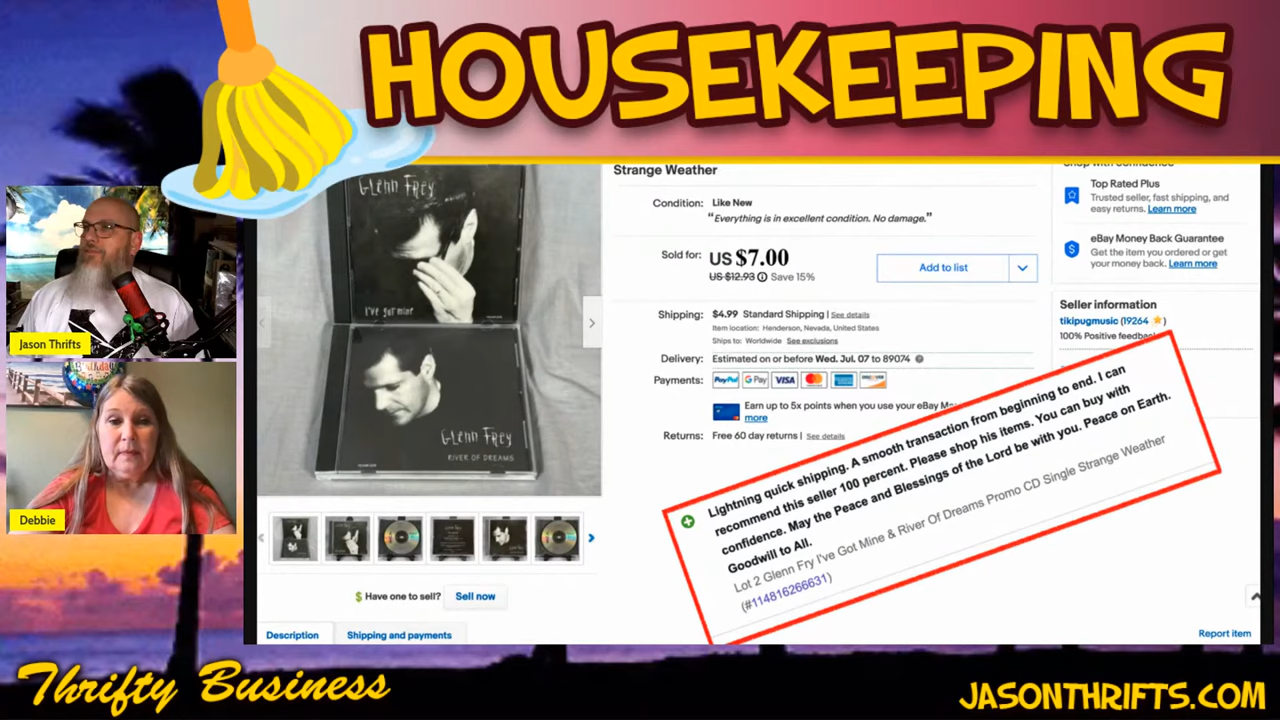 HOUSEKEEPING
Jason Thrifts
Birthday
Debbie
GLENN FREY
I've got mine
GLENN FREY
RIVER OF DREAMS
Have one to sell? Sell now
Description Shipping and payments
Strange Weather
Condition: Like New
"Everything is in excellent condition. No damage."
Sold for: US $7.00
US $12.93 Save 15%
Add to list
Shipping: $4.99 Standard Shipping | See details
Item location: Henderson, Nevada, United States
Ships to: Worldwide See exclusions
Delivery: Estimated on or before Wed. Jul. 07 to 89074
Payments: PayPal G Pay VISA
Earn up to 5x points when you use your eBay
more
Returns: Free 60 day returns | See details
Shop with confidence
Top Rated Plus
Trusted seller, fast shipping, and
easy returns. Learn more
eBay Money Back Guarantee
Get the item you ordered or get
your money back. Learn more
Seller information
tikipugmusic (19264 )
100% Positive feedback
Lightning quick shipping. A smooth transaction from beginning to end. I can
recommend this seller 100 percent. Please shop his items. You can buy with
confidence. May the Peace and Blessings of the Lord be with you. Peace on Earth.
Goodwill to All.
Lot 2 Glenn Fry I've Got Mine & River Of Dreams Promo CD Single Strange Weather
(#114816266631)
Report item
Thrifty Business
JASONTHRIFTS.COM